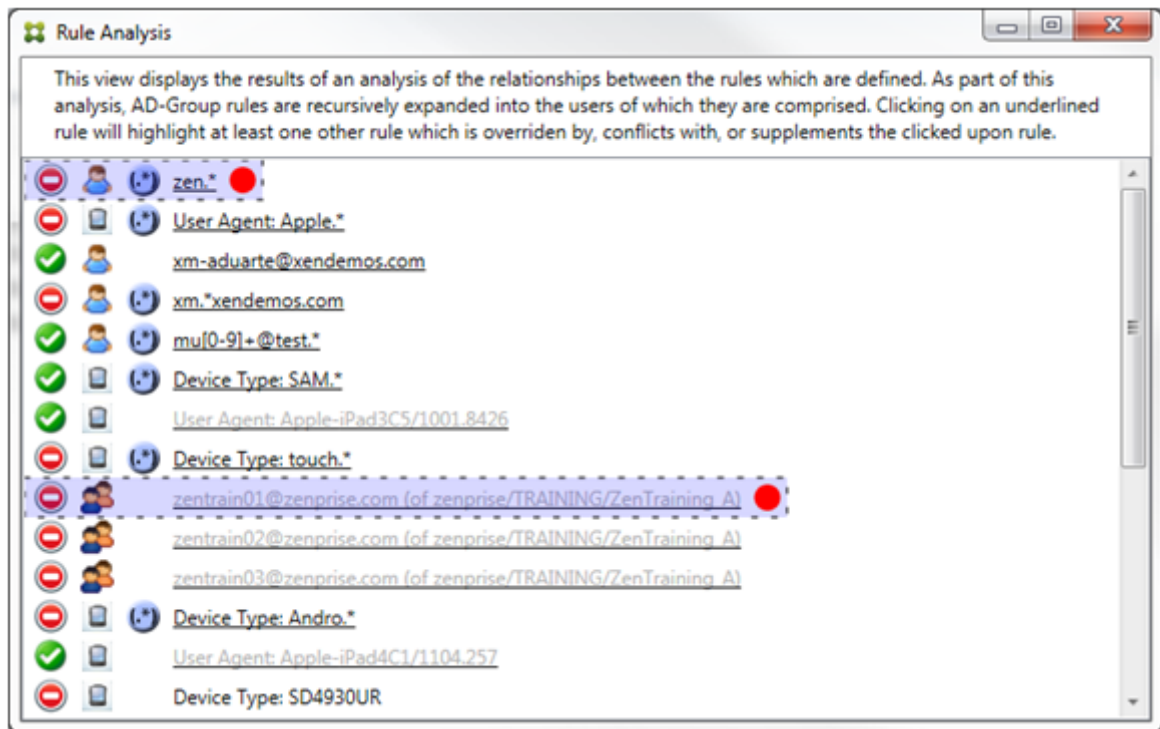 Rule Analysis
This view displays the results of an analysis of the relationships between the rules which are defined. As part of this
analysis, AD-Group rules are recursively expanded into the users of which they are comprised. Clicking on an underlined
rule will highlight at least one other rule which is overriden by, conflicts with, or supplements the clicked upon rule.
(.*) zen.*
(.*) User Agent: Apple.*
xm-aduarte@xendemos.com
(.*) xm.*xendemos.com
(.*) mu[0-9]+@test.*
(.*) Device Type: SAM.*
User Agent: Apple-iPad3C5/1001.8426
(.*) Device Type: touch.*
zentrain01@zenprise.com (of zenprise/TRAINING/ZenTraining_A)
zentrain02@zenprise.com (of zenprise/TRAINING/ZenTraining_A)
zentrain03@zenprise.com (of zenprise/TRAINING/ZenTraining_A)
(.*) Device Type: Andro.*
User Agent: Apple-iPad4C1/1104.257
Device Type: SD4930UR